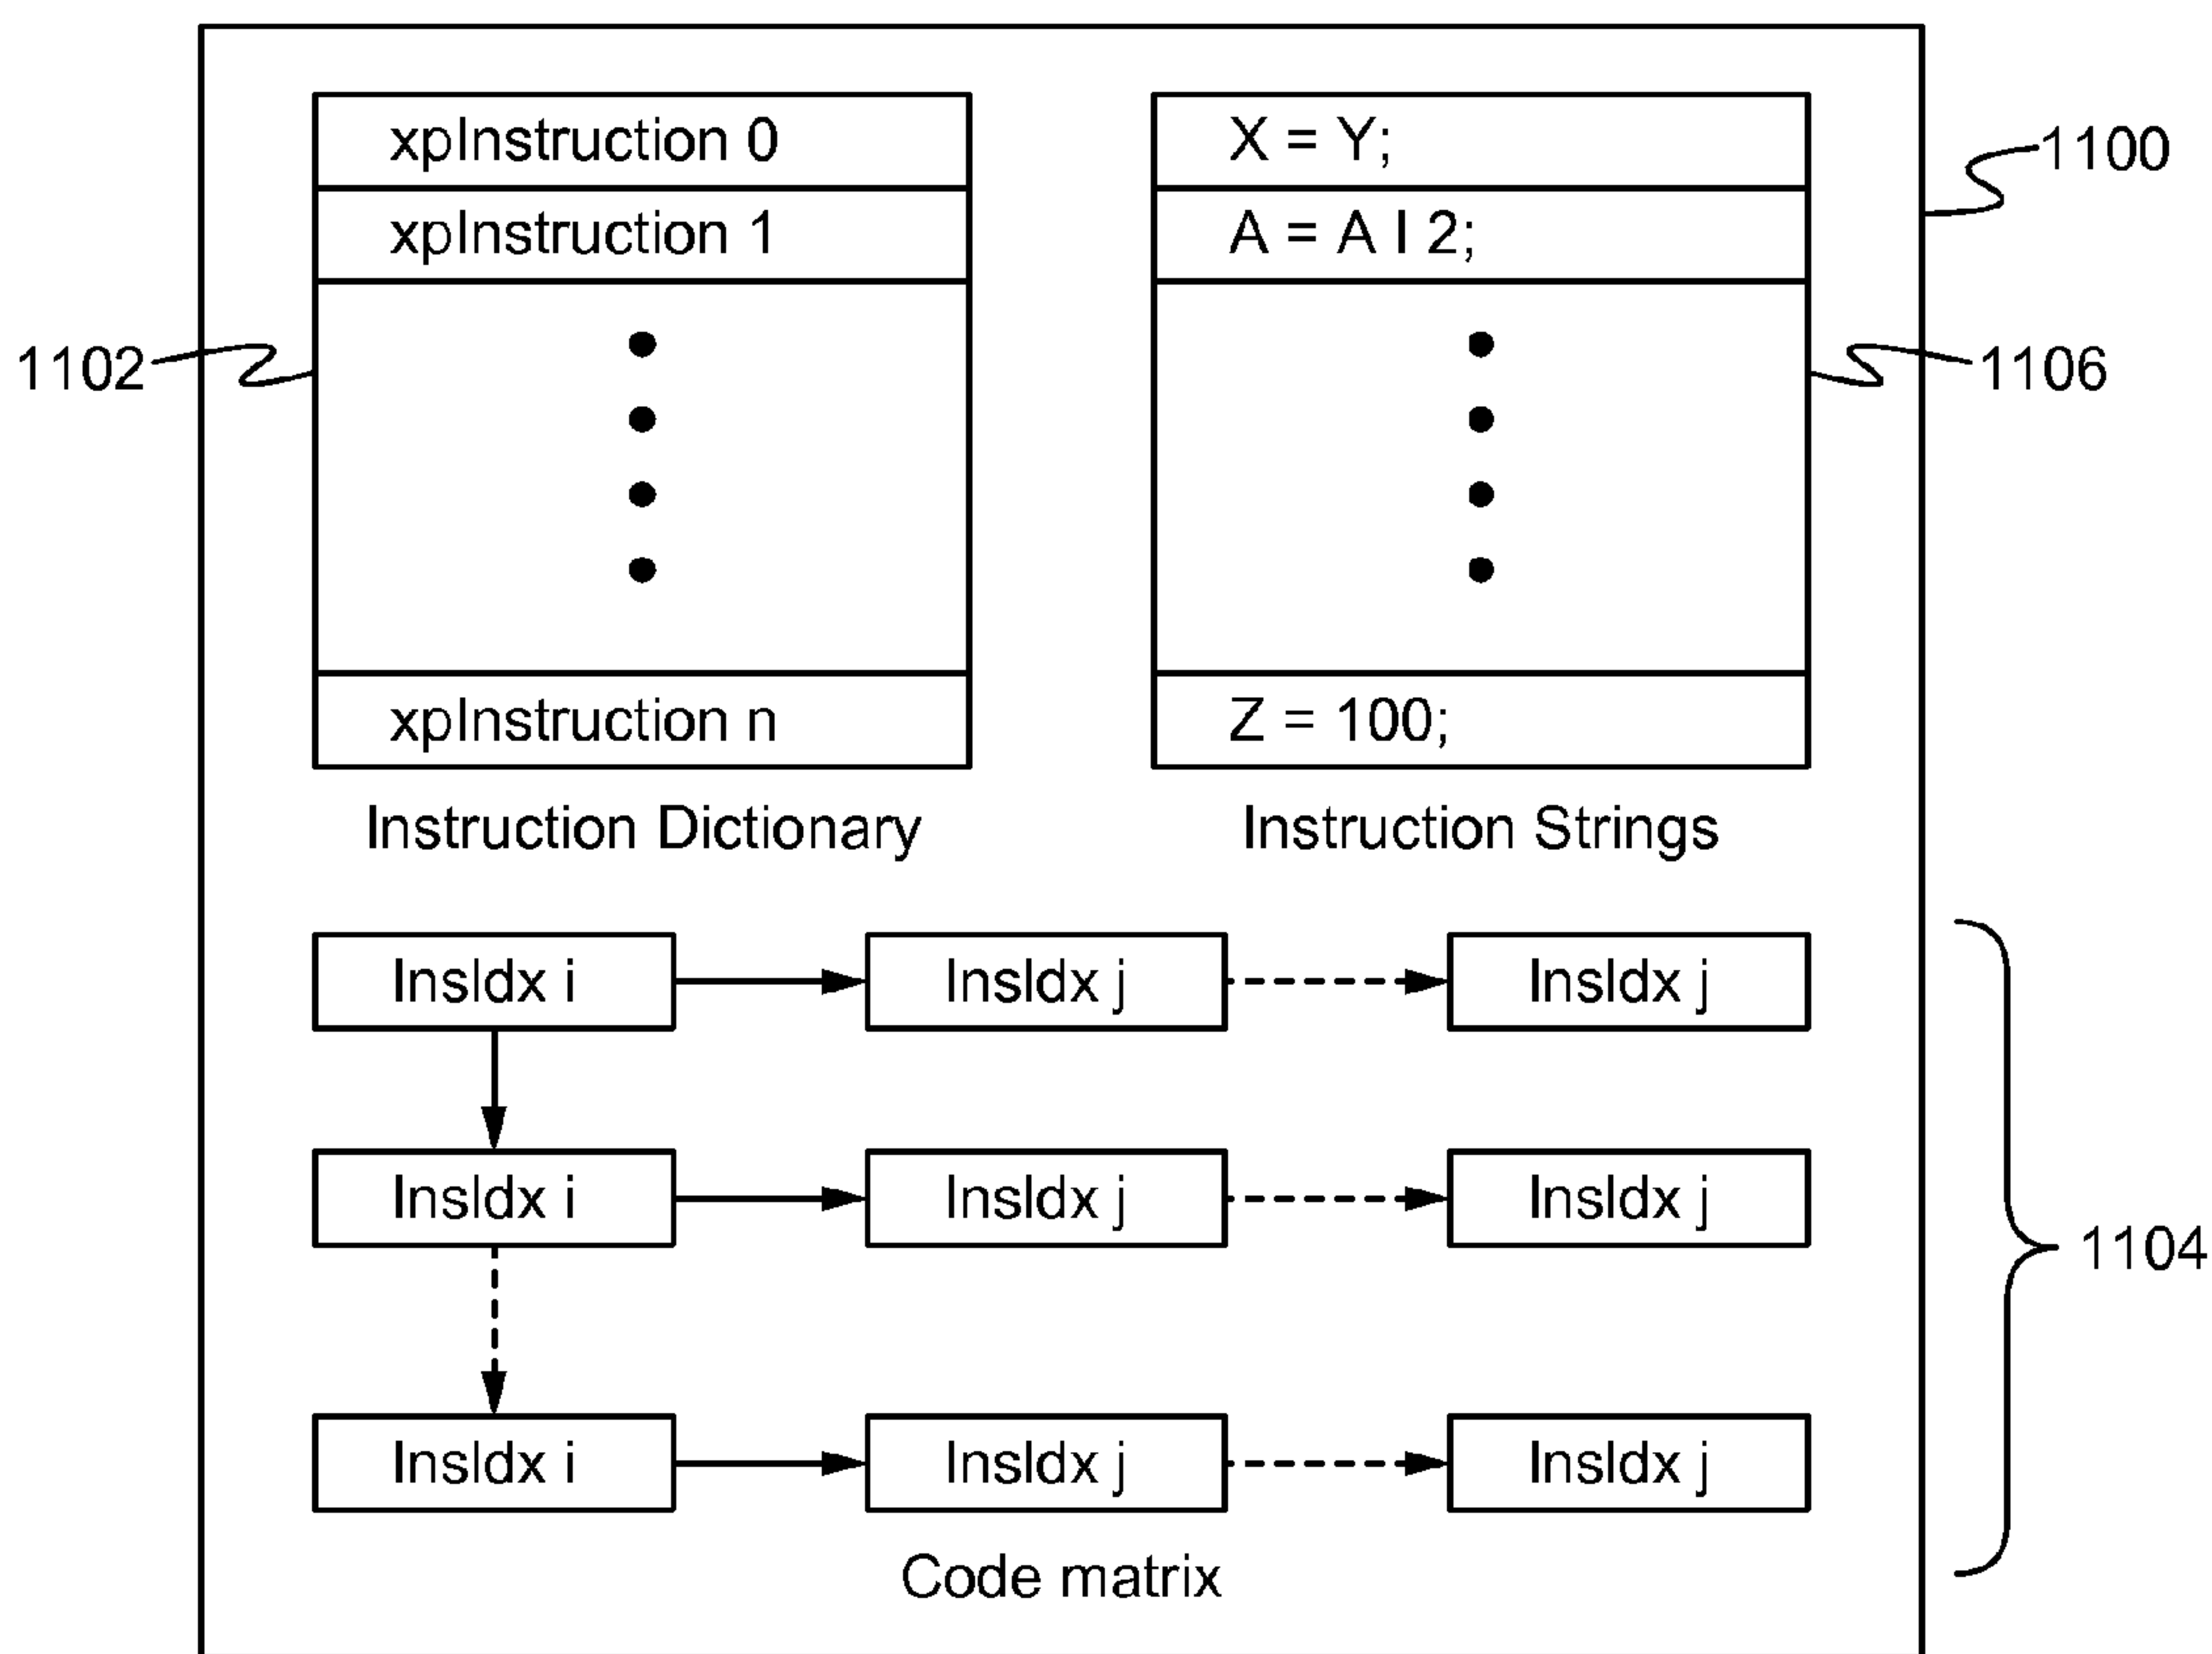 xpInstruction 0
xpInstruction 1
xpInstruction n
Instruction Dictionary
X = Y;
A = A I 2;
Z = 100;
Instruction Strings
1100
1102
1106
InsIdx i
InsIdx j
InsIdx j
InsIdx i
InsIdx j
InsIdx j
1104
InsIdx i
InsIdx j
InsIdx j
Code matrix